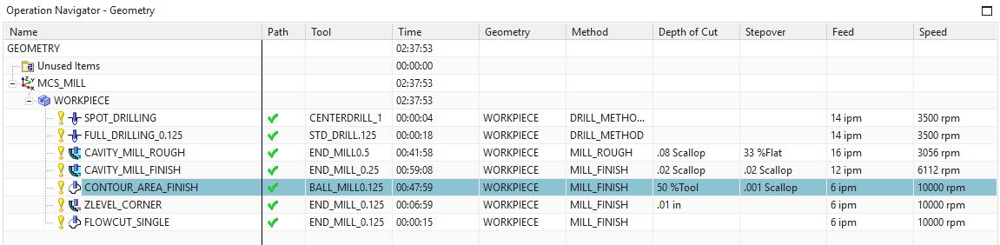 Operation Navigator - Geometry
Name Path Tool Time Geometry Method Depth of Cut Stepover Feed Speed
GEOMETRY 02:37:53
Unused Items 00:00:00
MCS_MILL 02:37:53
WORKPIECE 02:37:53
SPOT_DRILLING CENTERDRILL_1 00:00:04 WORKPIECE DRILL_METHO... 14 ipm 3500 rpm
FULL_DRILLING_0.125 STD_DRILL.125 00:00:18 WORKPIECE DRILL_METHOD 14 ipm 3500 rpm
CAVITY_MILL_ROUGH END_MILL0.5 00:41:58 WORKPIECE MILL_ROUGH .08 Scallop 33 %Flat 16 ipm 3056 rpm
CAVITY_MILL_FINISH END_MILL_0.25 00:59:08 WORKPIECE MILL_FINISH .02 Scallop .02 Scallop 12 ipm 6112 rpm
CONTOUR_AREA_FINISH BALL_MILL0.125 00:47:59 WORKPIECE MILL_FINISH 50 %Tool .001 Scallop 6 ipm 10000 rpm
ZLEVEL_CORNER END_MILL_0.125 00:06:59 WORKPIECE MILL_FINISH .01 in 6 ipm 10000 rpm
FLOWCUT_SINGLE END_MILL_0.125 00:00:15 WORKPIECE MILL_FINISH 6 ipm 10000 rpm